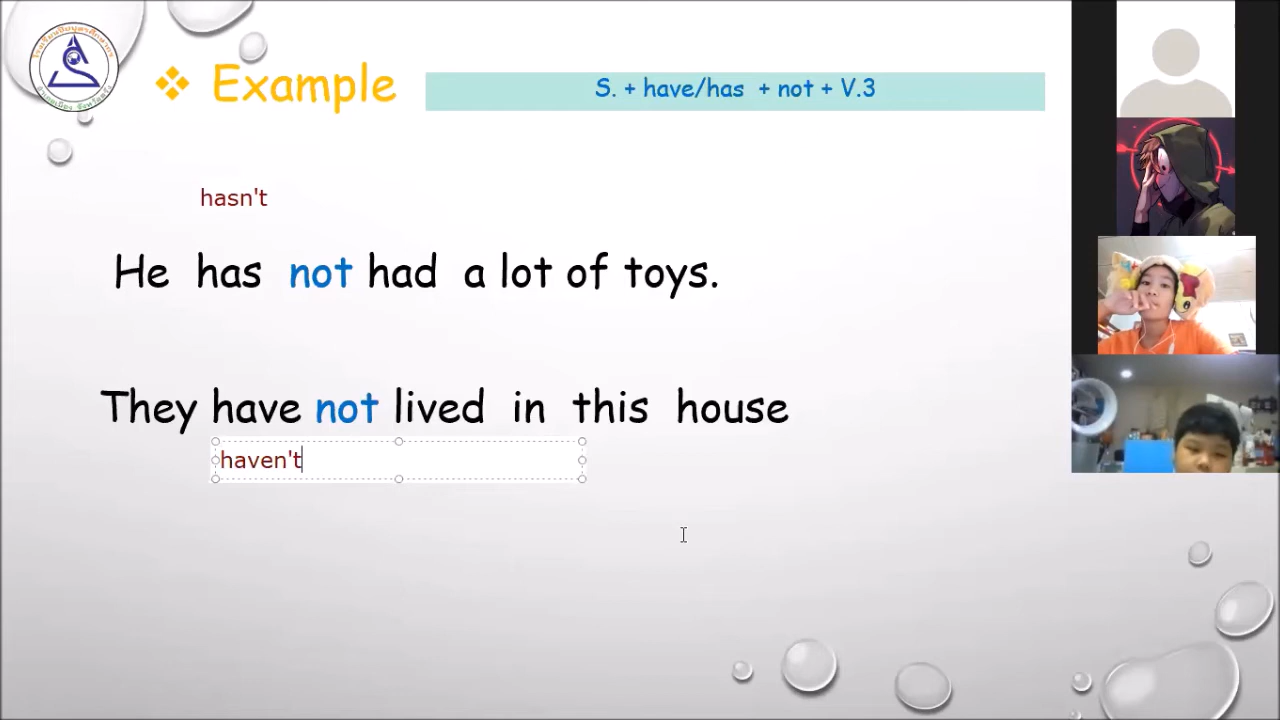 Example
S. + have/has + not + V.3
hasn't
He has not had a lot of toys.
They have not lived in this house
haven't